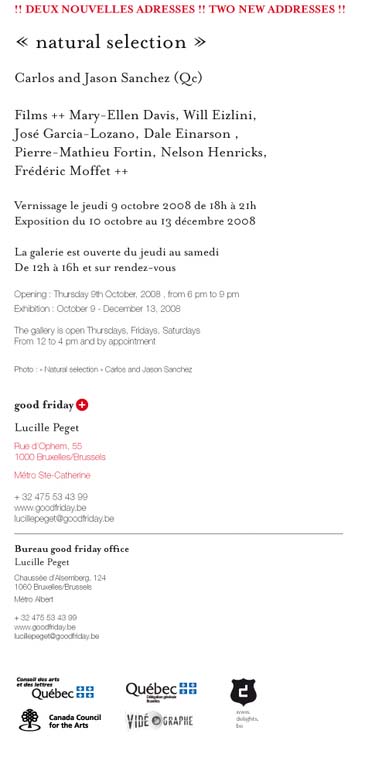 !! DEUX NOUVELLES ADRESSES !! TWO NEW ADDRESSES !!
« natural selection »
Carlos and Jason Sanchez (Qc)
Films ++ Mary-Ellen Davis, Will Eizlini,
José Garcia-Lozano, Dale Einarson ,
Pierre-Mathieu Fortin, Nelson Henricks,
Frédéric Moffet ++
Vernissage le jeudi 9 octobre 2008 de 18h à 21h
Exposition du 10 octobre au 13 décembre 2008
La galerie est ouverte du jeudi au samedi
De 12h à 16h et sur rendez-vous
Opening : Thursday 9th October, 2008 , from 6 pm to 9 pm
Exhibition : October 9 - December 13, 2008
The gallery is open Thursdays, Fridays, Saturdays
From 12 to 4 pm and by appointment
Photo : « Natural selection » Carlos and Jason Sanchez
good friday +
Lucille Peget
Rue d'Ophem, 55
1000 Bruxelles/Brussels
Métro Ste-Catherine
+ 32 475 53 43 99
www.goodfriday.be
lucillepeget@goodfriday.be
Bureau good friday office
Lucille Peget
Chaussée d'Alsemberg, 124
1060 Bruxelles/Brussels
Métro Albert
+ 32 475 53 43 99
www.goodfriday.be
lucillepeget@goodfriday.be
Conseil des arts
et des lettres
Québec
Québec
Délégation générale
Bruxelles
Canada Council
for the Arts
VIDÉOGRAPHE
d
www.
delights.
be